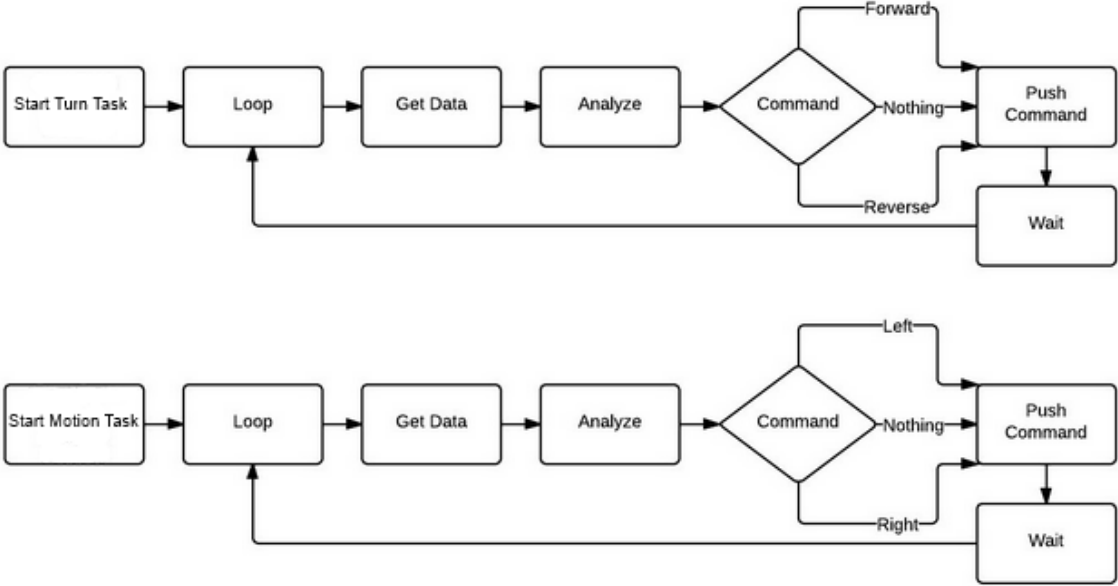 Forward
Start Turn Task
Loop
Get Data
Analyze
Command
Nothing
Push
Command
Reverse
Wait
Left
Start Motion Task
Loop
Get Data
Analyze
Command
Nothing
Push
Command
Right
Wait